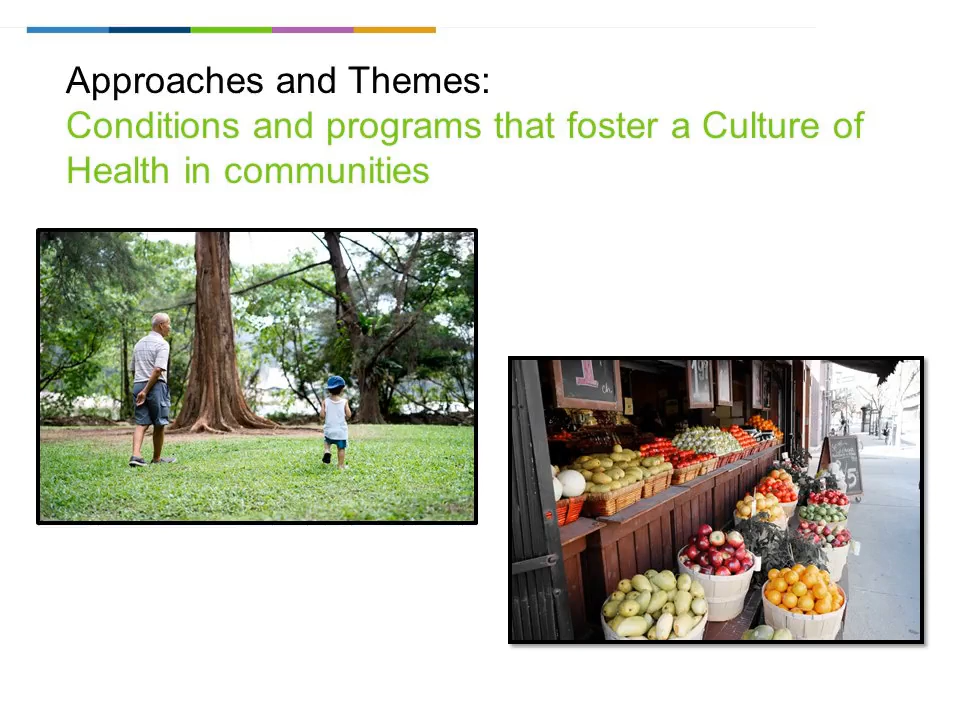 Approaches and Themes:
Conditions and programs that foster a Culture of
Health in communities